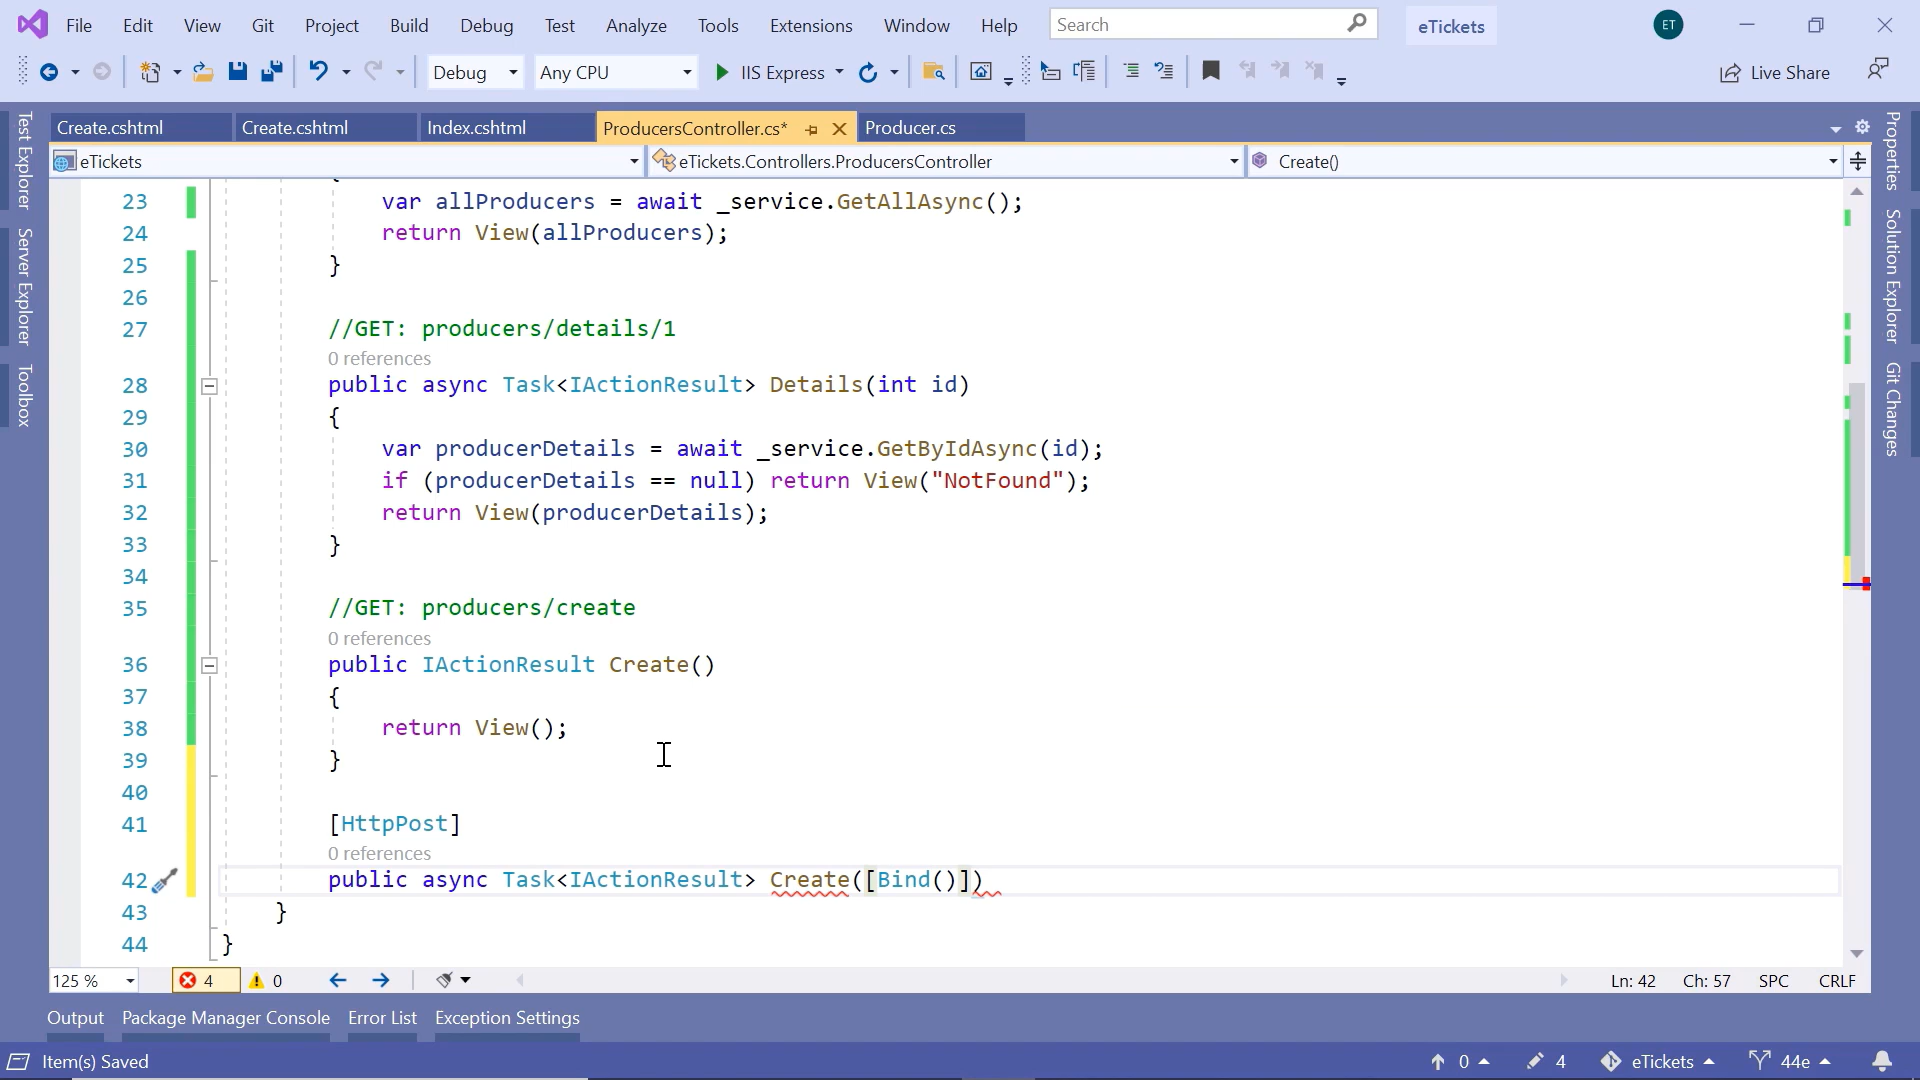 File Edit View Git Project Build Debug Test Analyze Tools Extensions Window Help Search eTickets ET
Debug Any CPU IIS Express Live Share
Create.cshtml Create.cshtml Index.cshtml ProducersController.cs* Producer.cs
eTickets eTickets.Controllers.ProducersController Create()
Test Explorer
Server Explorer
Toolbox
23 var allProducers = await _service.GetAllAsync();
24 return View(allProducers);
25 }
26
27 //GET: producers/details/1
0 references
28 public async Task<IActionResult> Details(int id)
29 {
30 var producerDetails = await _service.GetByIdAsync(id);
31 if (producerDetails == null) return View("NotFound");
32 return View(producerDetails);
33 }
34
35 //GET: producers/create
0 references
36 public IActionResult Create()
37 {
38 return View();
39 }
40
41 [HttpPost]
0 references
42 public async Task<IActionResult> Create([Bind()])
43 }
44 }
Properties
Solution Explorer
Git Changes
125 % 4 0 Ln: 42 Ch: 57 SPC CRLF
Output Package Manager Console Error List Exception Settings
Item(s) Saved 0 4 eTickets 44e